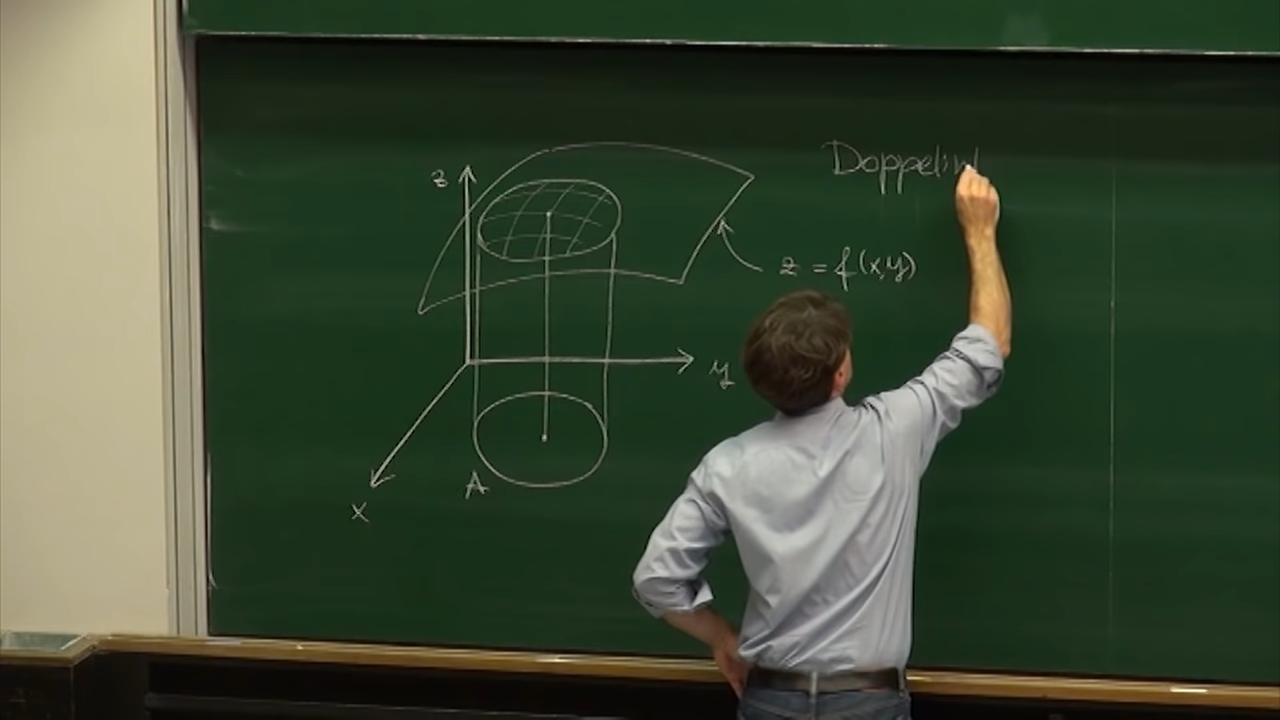 Doppelin
z
z = f(x,y)
y
A
x